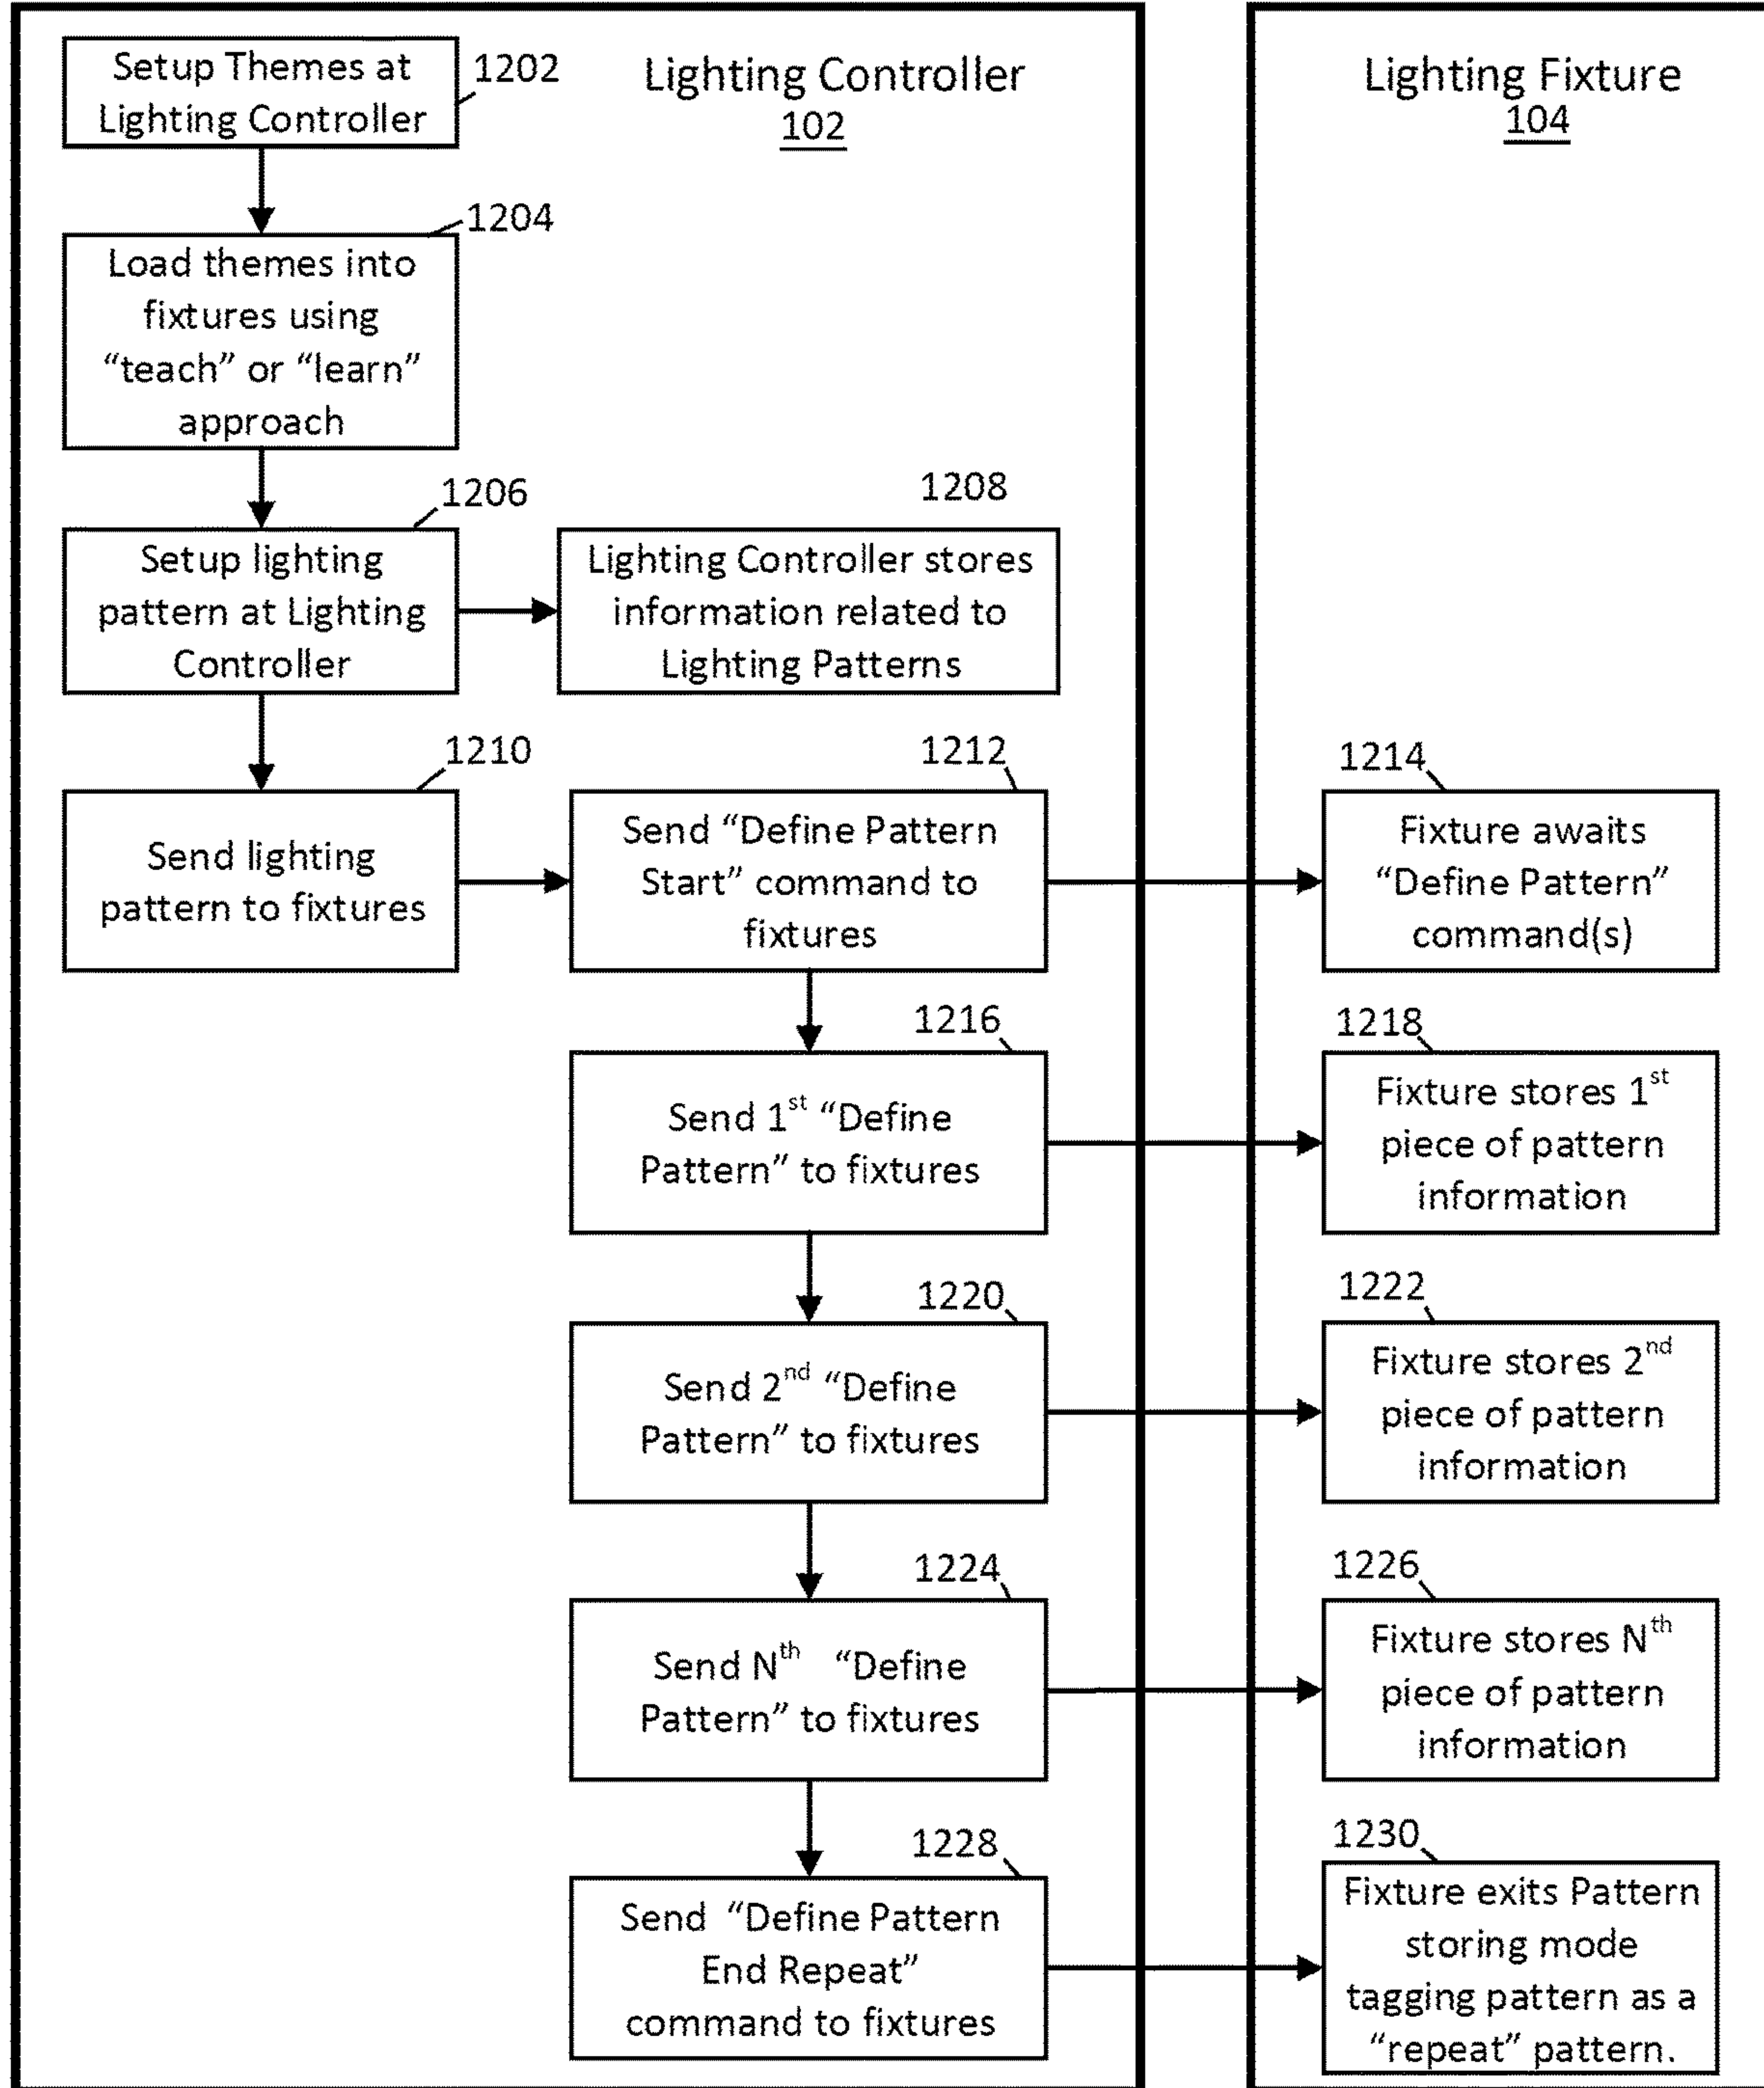 Setup Themes at
Lighting Controller
1202
Lighting Controller
102
Lighting Fixture
104
1204
Load themes into
fixtures using
“teach” or “learn”
approach
1206
Setup lighting
pattern at Lighting
Controller
1208
Lighting Controller stores
information related to
Lighting Patterns
1210
Send lighting
pattern to fixtures
1212
Send “Define Pattern
Start” command to
fixtures
1214
Fixture awaits
“Define Pattern”
command(s)
1216
Send 1st “Define
Pattern” to fixtures
1218
Fixture stores 1st
piece of pattern
information
1220
Send 2nd “Define
Pattern” to fixtures
1222
Fixture stores 2nd
piece of pattern
information
1224
Send Nth “Define
Pattern” to fixtures
1226
Fixture stores Nth
piece of pattern
information
1228
Send “Define Pattern
End Repeat”
command to fixtures
1230
Fixture exits Pattern
storing mode
tagging pattern as a
“repeat” pattern.